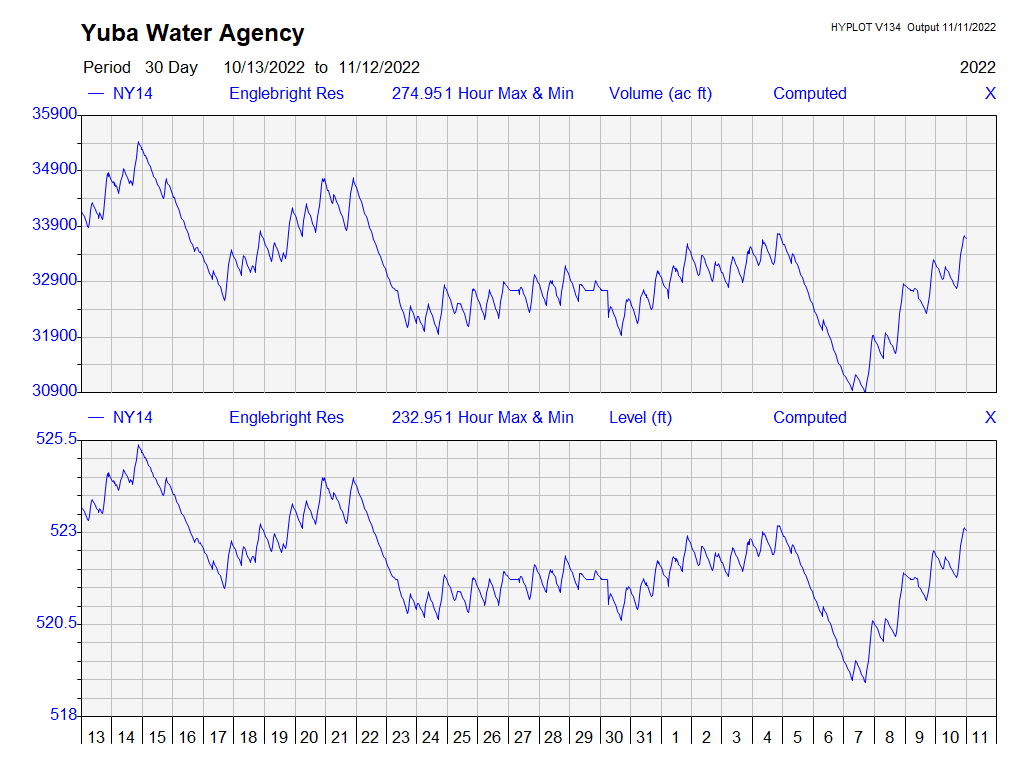 Yuba Water Agency
HYPLOT V134 Output 11/11/2022
Period 30 Day 10/13/2022 to 11/12/2022 2022
NY14 Englebright Res 274.951 Hour Max & Min Volume (ac ft) Computed X
35900
34900
33900
32900
31900
30900
NY14 Englebright Res 232.951 Hour Max & Min Level (ft) Computed X
525.5
523
520.5
518
13 14 15 16 17 18 19 20 21 22 23 24 25 26 27 28 29 30 31 1 2 3 4 5 6 7 8 9 10 11